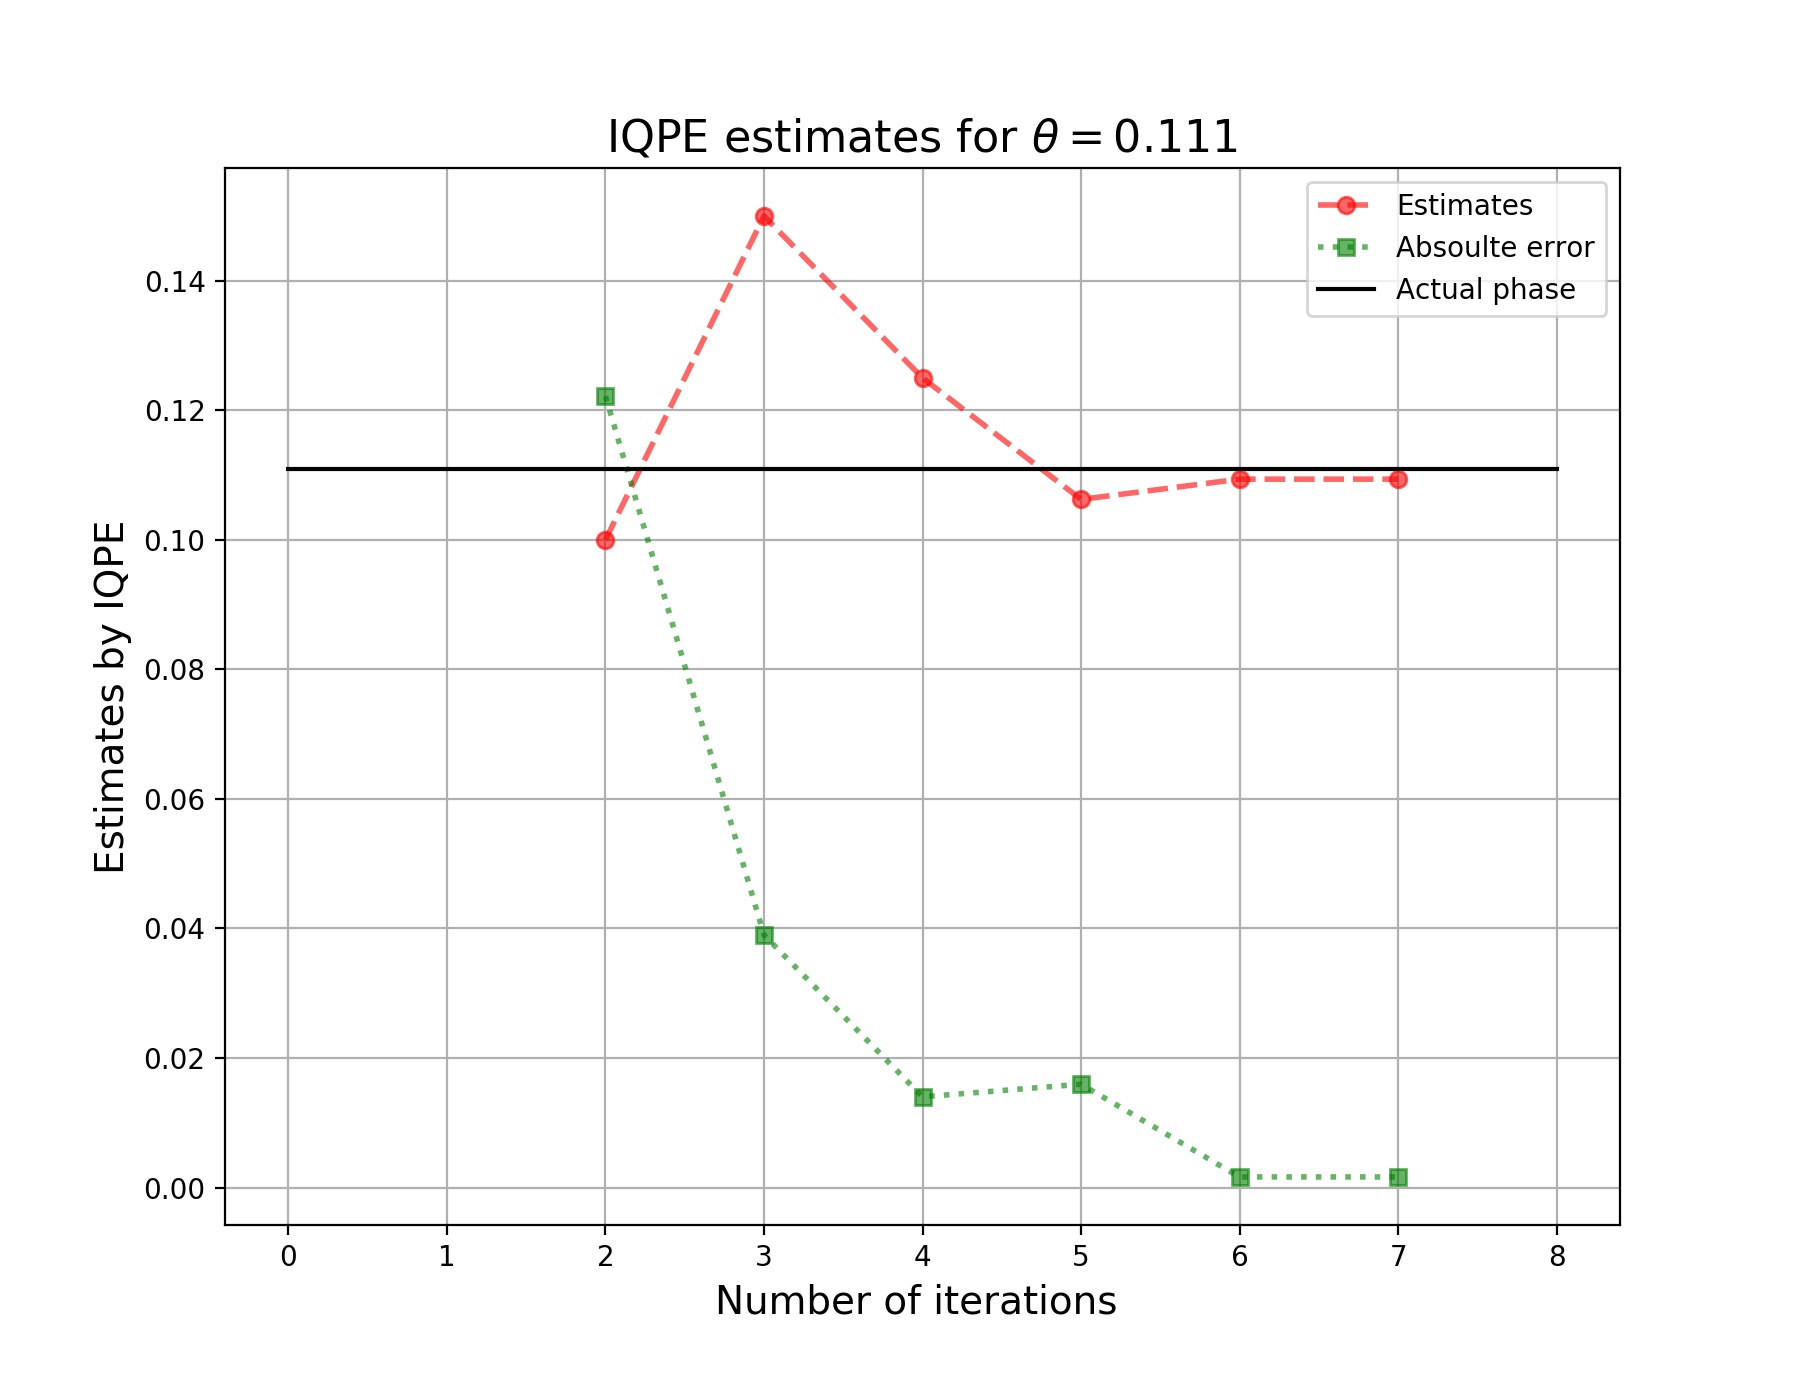 IQPE estimates for θ = 0.111
Estimates
Absoulte error
Actual phase
0.14
0.12
0.10
0.08
0.06
0.04
0.02
0.00
Estimates by IQPE
0 1 2 3 4 5 6 7 8
Number of iterations